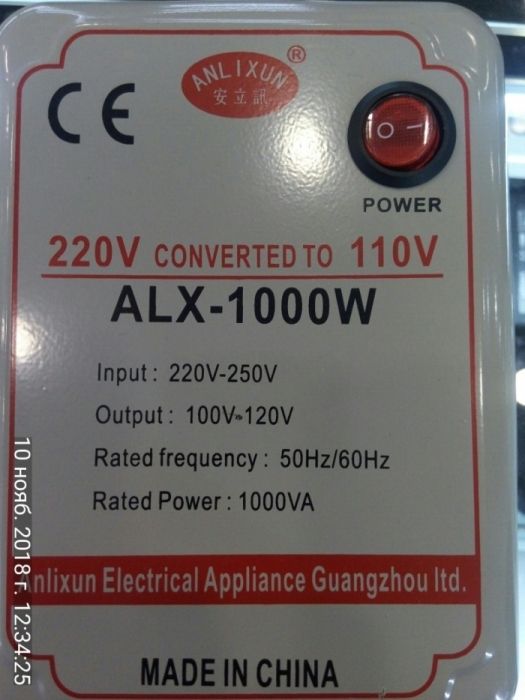 CE
ANLIXUN®
安立訊
O —
POWER
220V CONVERTED TO 110V
ALX-1000W
Input: 220V-250V
Output: 100V-120V
Rated frequency: 50Hz/60Hz
Rated Power: 1000VA
Anlixun Electrical Appliance Guangzhou ltd.
MADE IN CHINA
10 нояб. 2018 г. 12:34:25